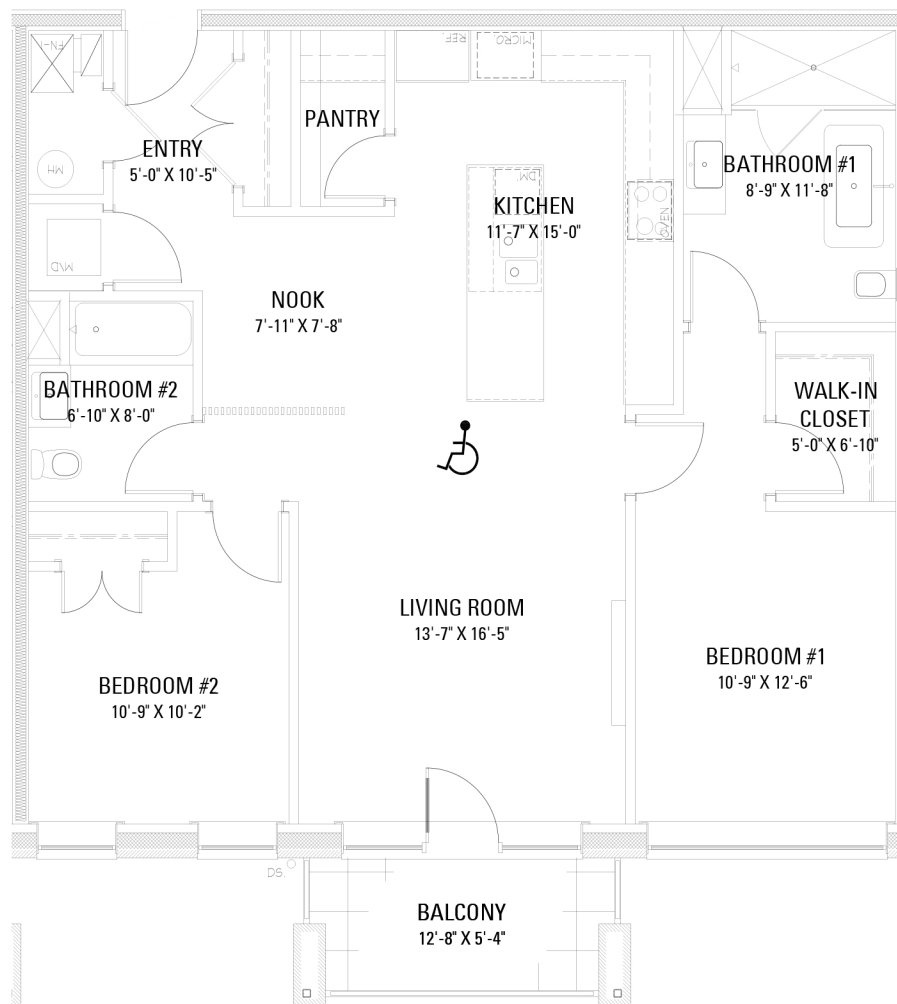 FN-1
REF.
MICRO.
PANTRY
ENTRY
5'-0" X 10'-5"
BATHROOM #1
8'-9" X 11'-8"
HW
DW
KITCHEN
11'-7" X 15'-0"
OVEN
W/D
NOOK
7'-11" X 7'-8"
BATHROOM #2
6'-10" X 8'-0"
WALK-IN
CLOSET
5'-0" X 6'-10"
LIVING ROOM
13'-7" X 16'-5"
BEDROOM #1
10'-9" X 12'-6"
BEDROOM #2
10'-9" X 10'-2"
DS.
BALCONY
12'-8" X 5'-4"